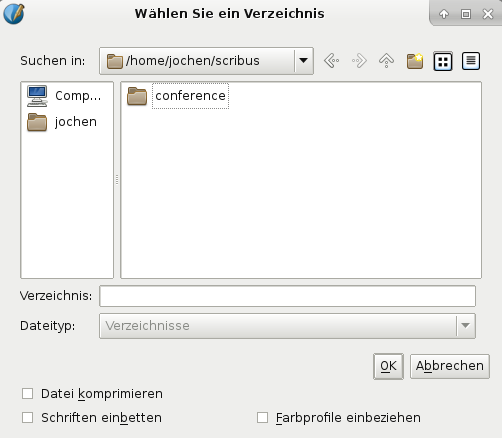 Wählen Sie ein Verzeichnis
Suchen in: /home/jochen/scribus
Comp... conference
jochen
Verzeichnis:
Dateityp: Verzeichnisse
OK Abbrechen
Datei komprimieren
Schriften einbetten Farbprofile einbeziehen